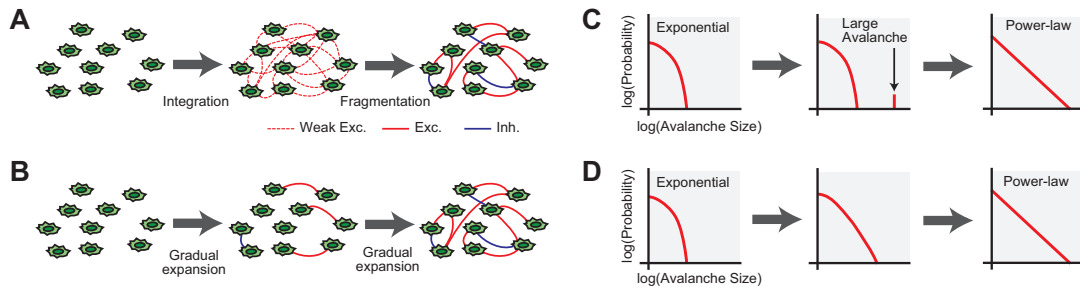 A
Integration
Fragmentation
Weak Exc.
Exc.
Inh.
B
Gradual
expansion
Gradual
expansion
C
log(Probability)
Exponential
log(Avalanche Size)
Large
Avalanche
Power-law
D
log(Probability)
Exponential
log(Avalanche Size)
Power-law